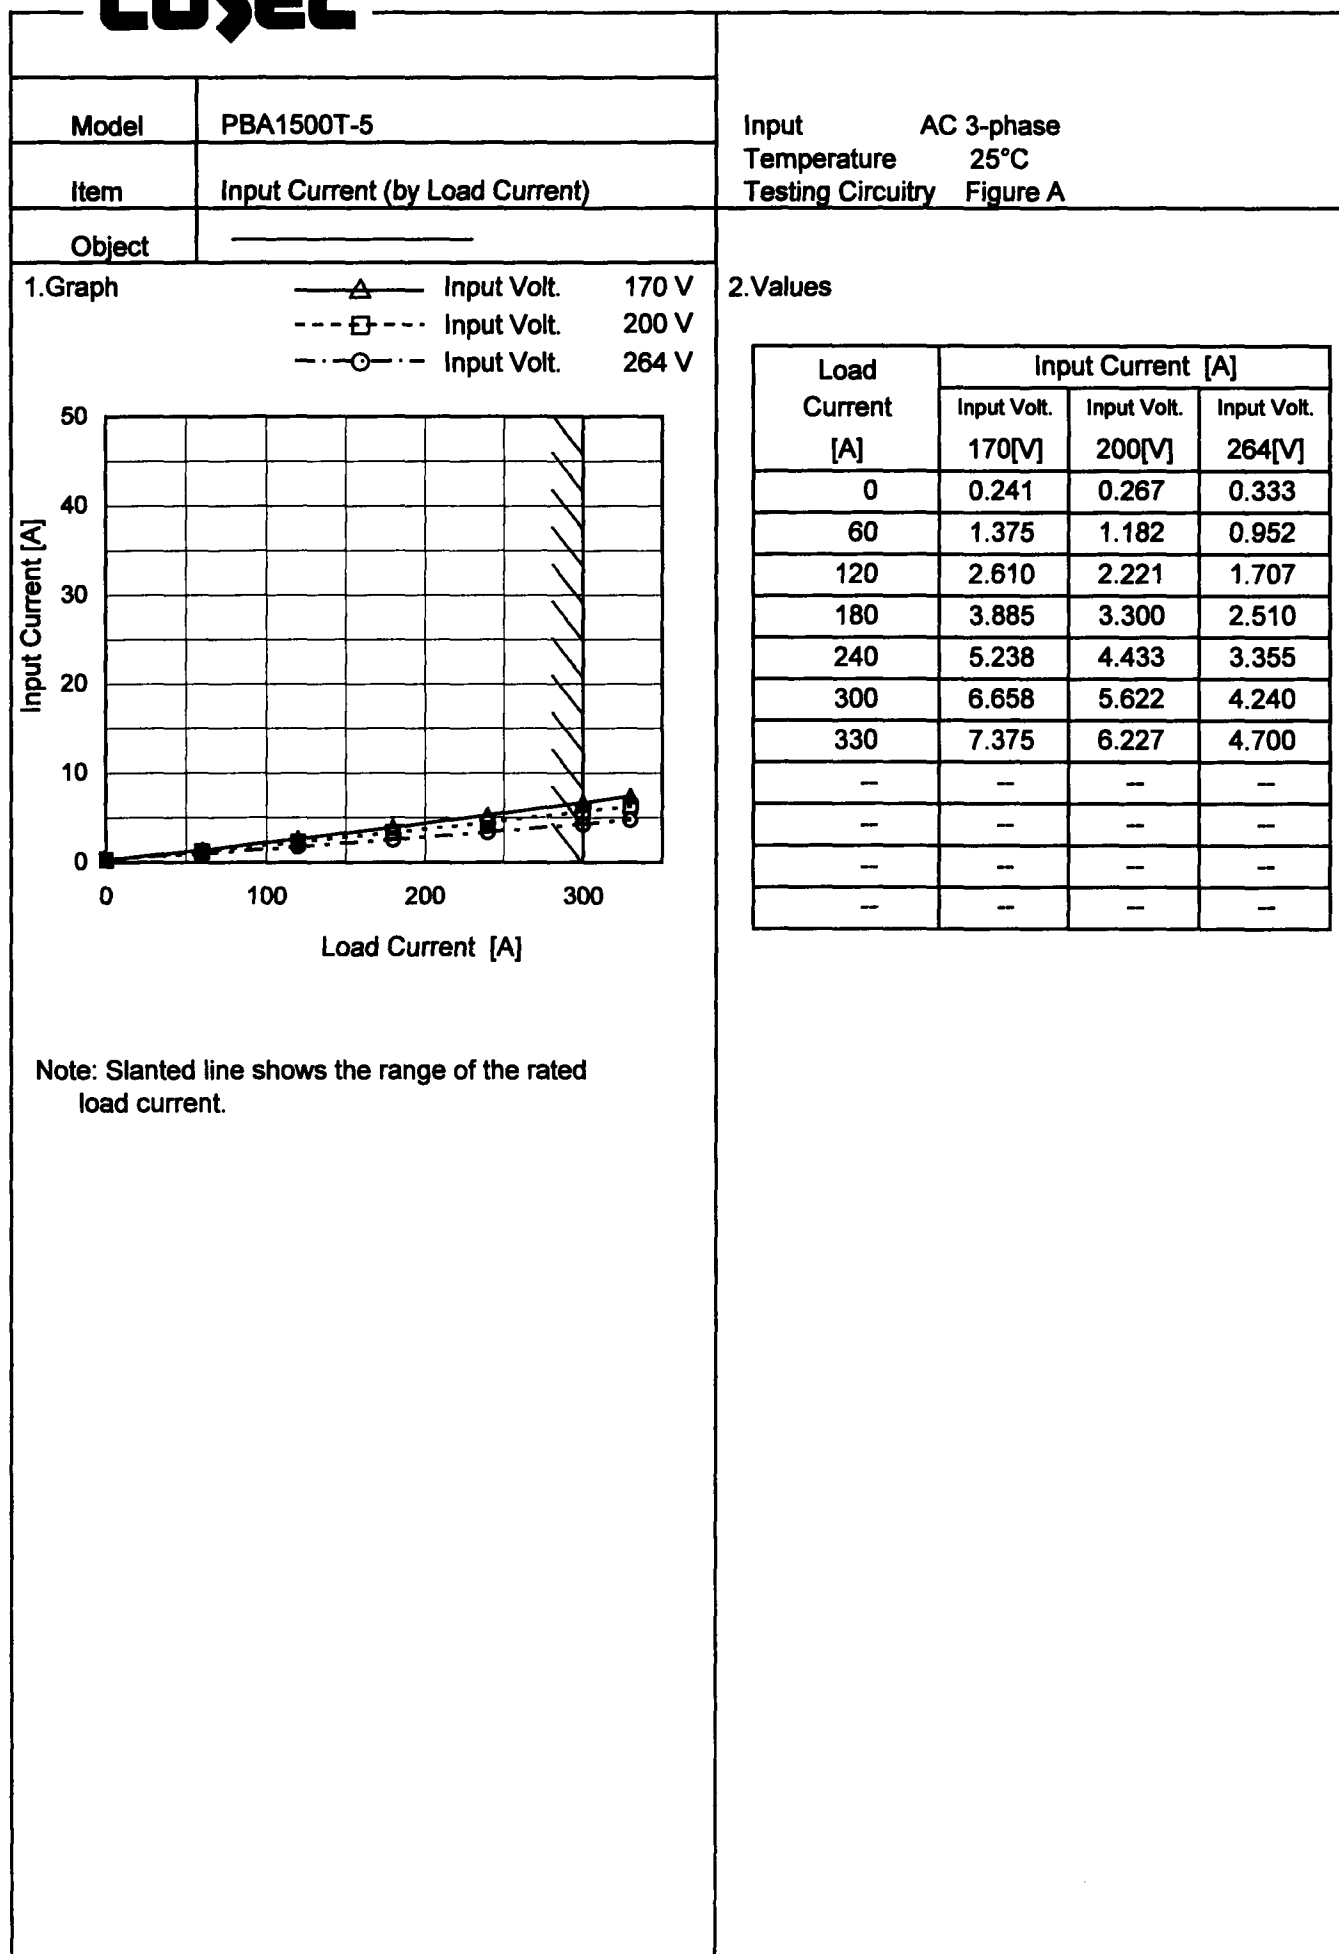 COSEL
Model PBA1500T-5
Item Input Current (by Load Current)
Object
Input AC 3-phase
Temperature 25°C
Testing Circuitry Figure A
1.Graph
Input Volt. 170 V
Input Volt. 200 V
Input Volt. 264 V
50
40
30
20
10
0
Input Current [A]
0 100 200 300
Load Current [A]
Note: Slanted line shows the range of the rated
load current.
2.Values
Load Current [A] Input Current [A]
Input Volt. Input Volt. Input Volt.
170[V] 200[V] 264[V]
0 0.241 0.267 0.333
60 1.375 1.182 0.952
120 2.610 2.221 1.707
180 3.885 3.300 2.510
240 5.238 4.433 3.355
300 6.658 5.622 4.240
330 7.375 6.227 4.700
-- -- -- --
-- -- -- --
-- -- -- --
-- -- -- --